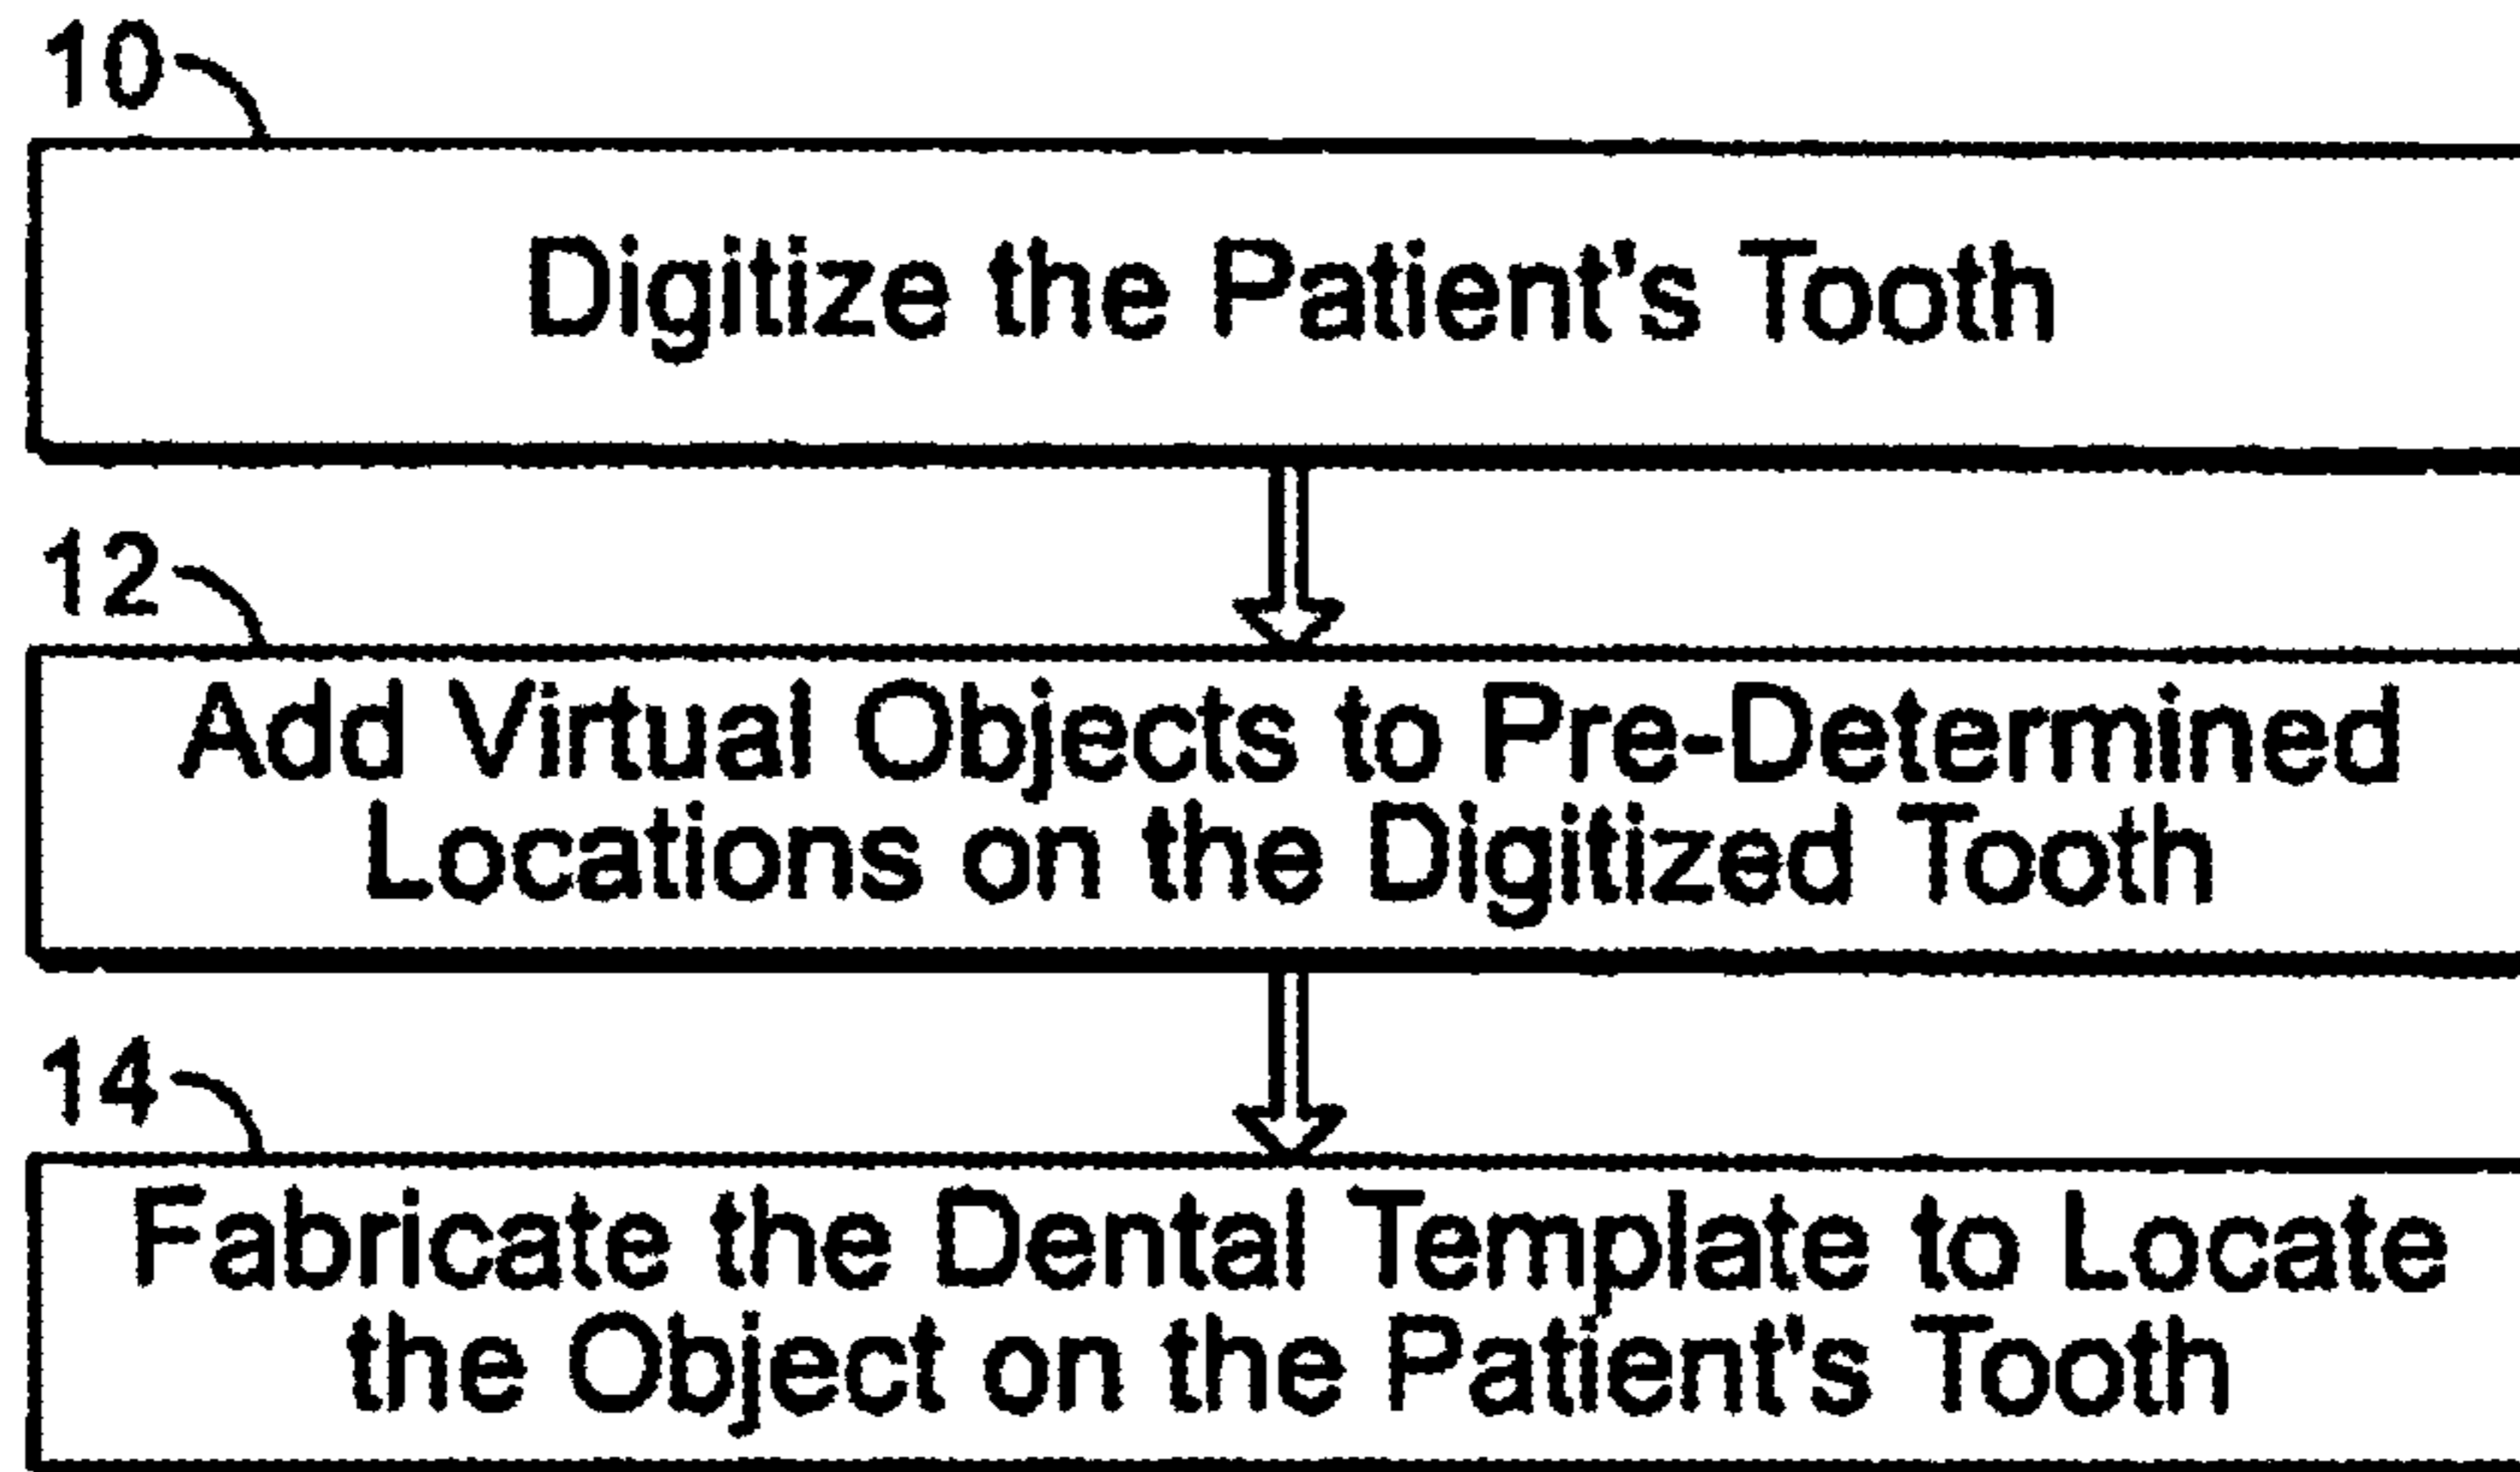 10
Digitize the Patient's Tooth
12
Add Virtual Objects to Pre-Determined
Locations on the Digitized Tooth
14
Fabricate the Dental Template to Locate
the Object on the Patient's Tooth